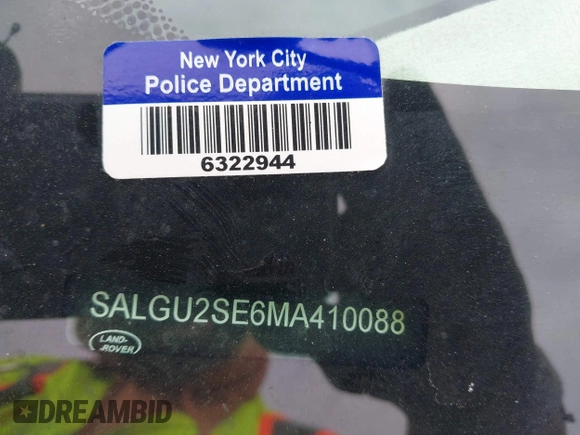 New York City
Police Department
6322944
SALGU2SE6MA410088
LAND-
-ROVER
DREAMBID